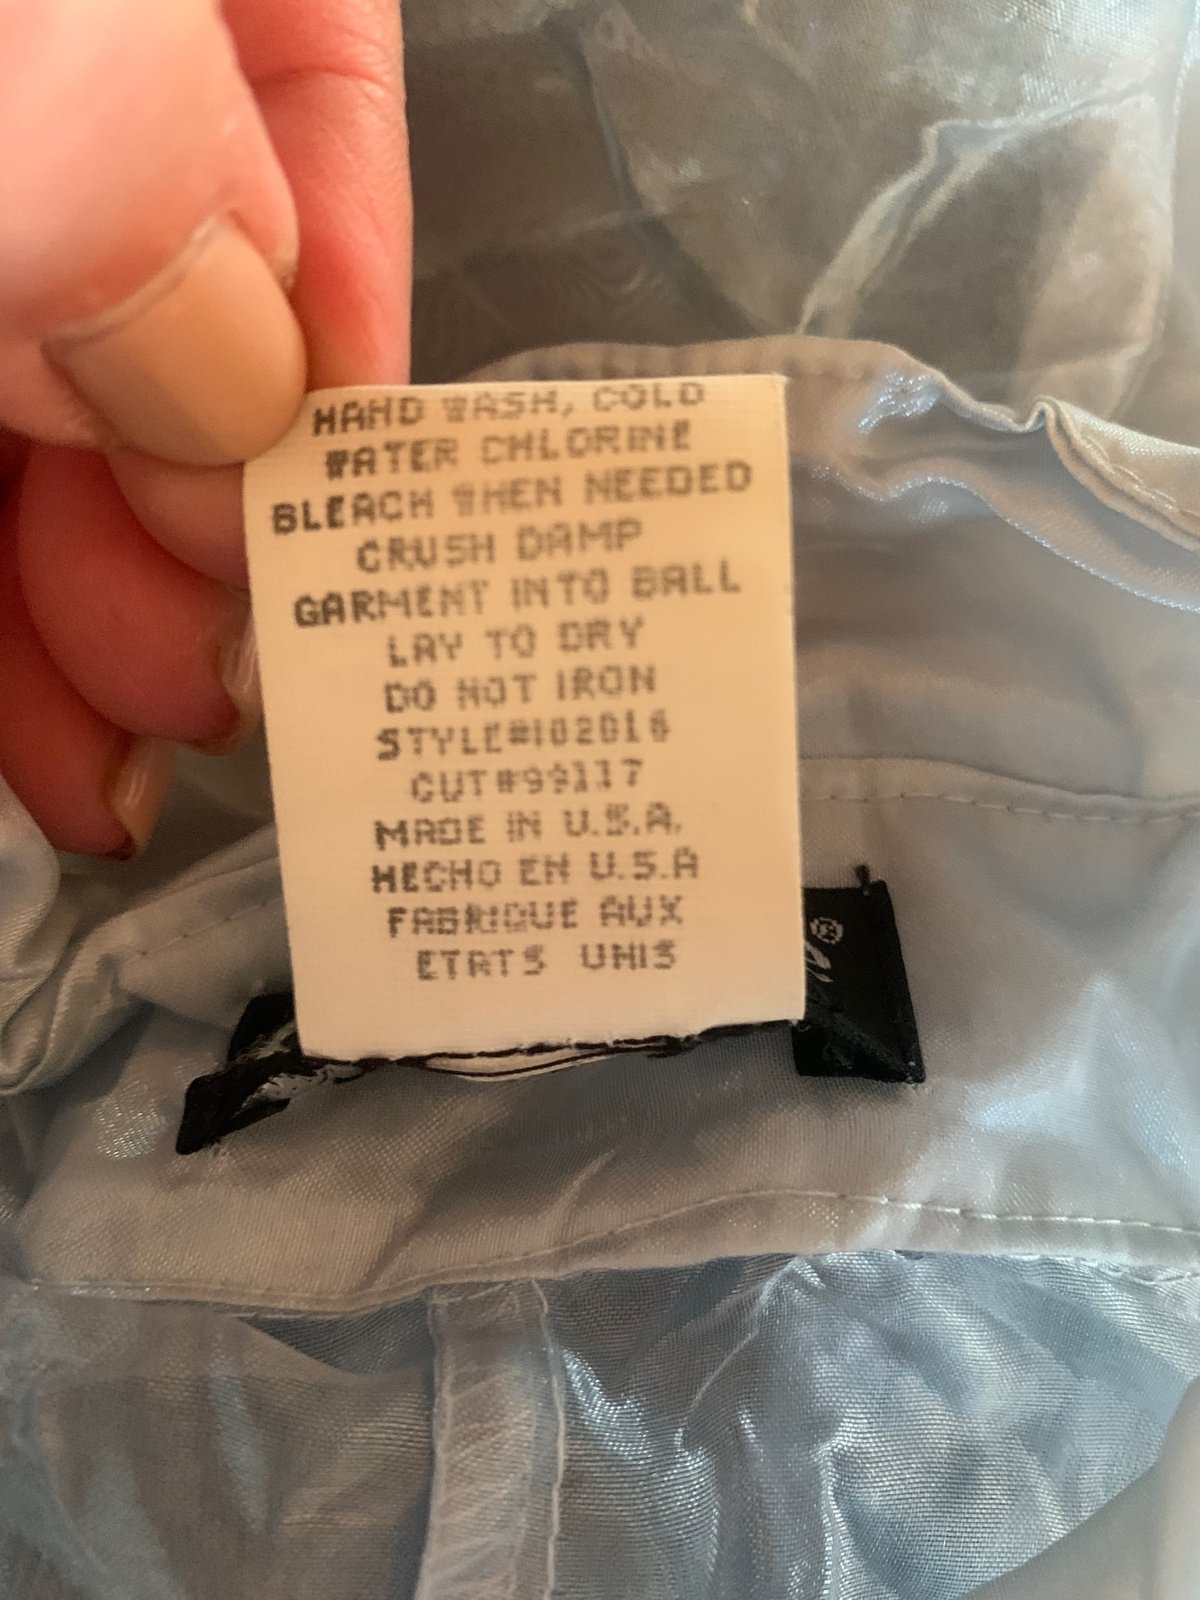 HAND WASH, COLD
WATER CHLORINE
BLEACH WHEN NEEDED
CRUSH DAMP
GARMENT INTO BALL
LAY TO DRY
DO NOT IRON
STYLE#102016
CUT#99117
MADE IN U.S.A.
HECHO EN U.S.A
FABRIQUE AUX
ETATS UNIS
®